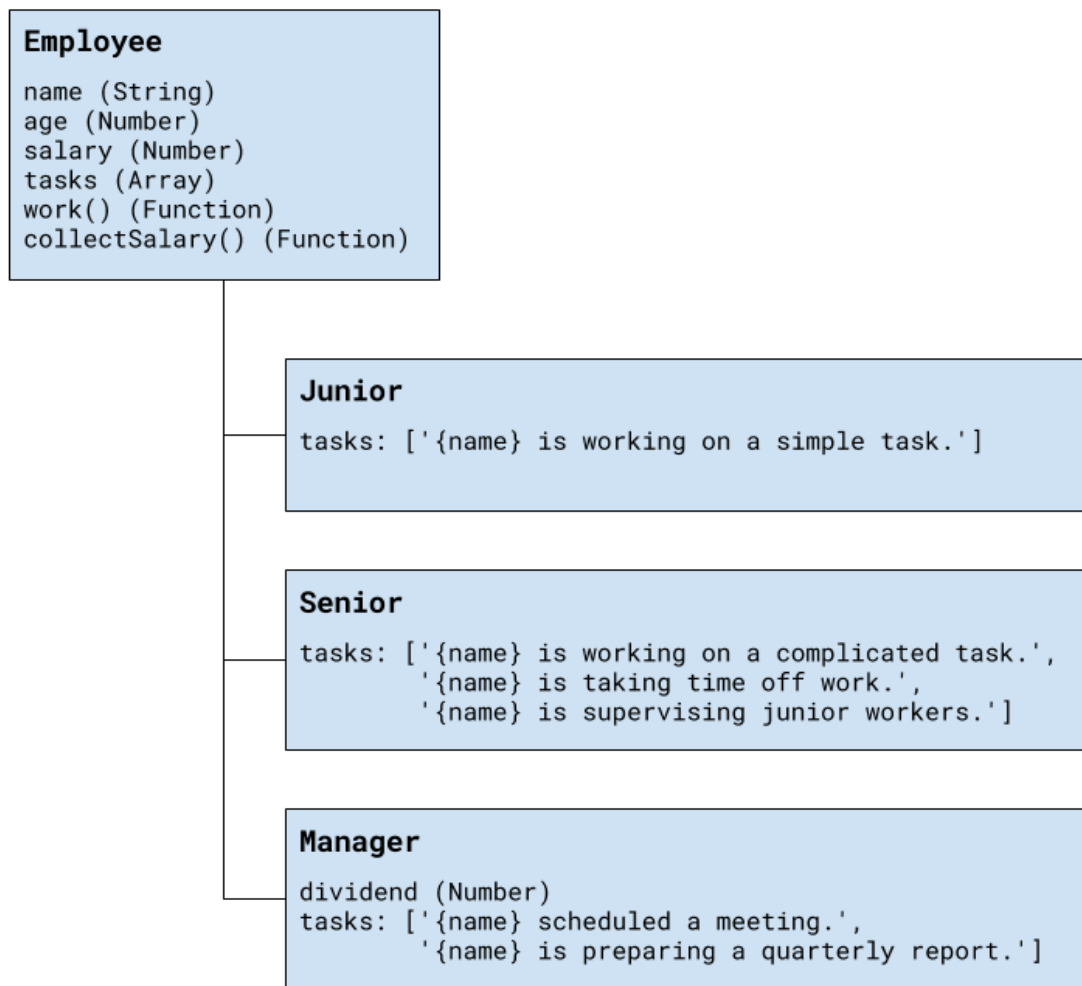 Employee
name (String)
age (Number)
salary (Number)
tasks (Array)
work() (Function)
collectSalary() (Function)
Junior
tasks: ['{name} is working on a simple task.']
Senior
tasks: ['{name} is working on a complicated task.',
'{name} is taking time off work.',
'{name} is supervising junior workers.']
Manager
dividend (Number)
tasks: ['{name} scheduled a meeting.',
'{name} is preparing a quarterly report.']